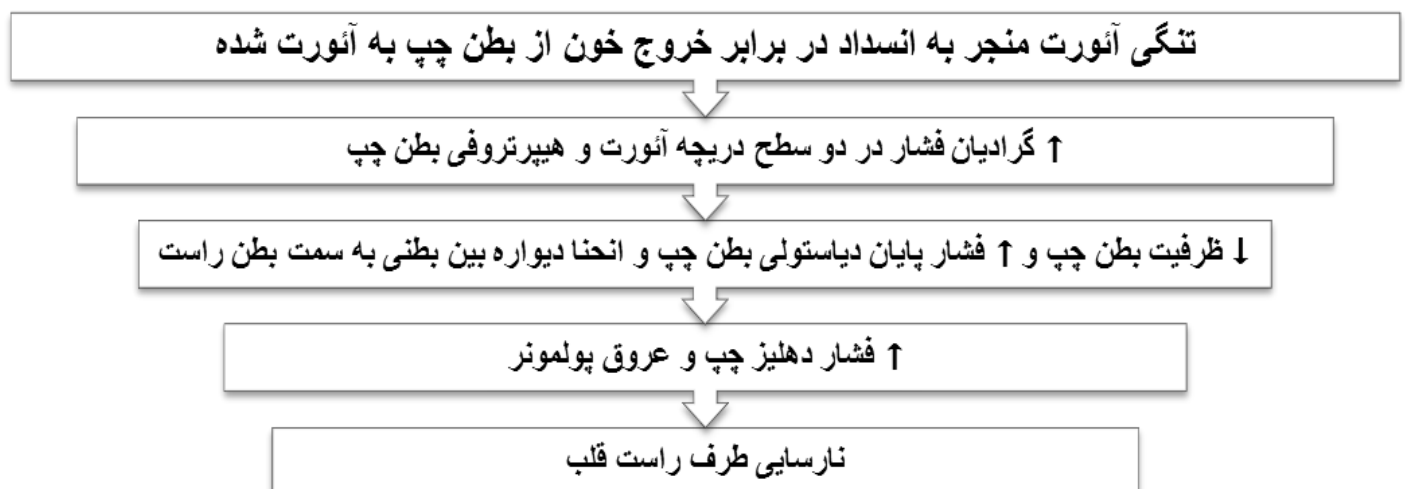 تنگی آئورت منجر به انسداد در برابر خروج خون از بطن چپ به آئورت شده
↑ گرادیان فشار در دو سطح دریچه آئورت و هیپرتروفی بطن چپ
↓ ظرفیت بطن چپ و ↑ فشار پایان دیاستولی بطن چپ و انحنا دیواره بین بطنی به سمت بطن راست
↑ فشار دهلیز چپ و عروق پولمونر
نارسایی طرف راست قلب